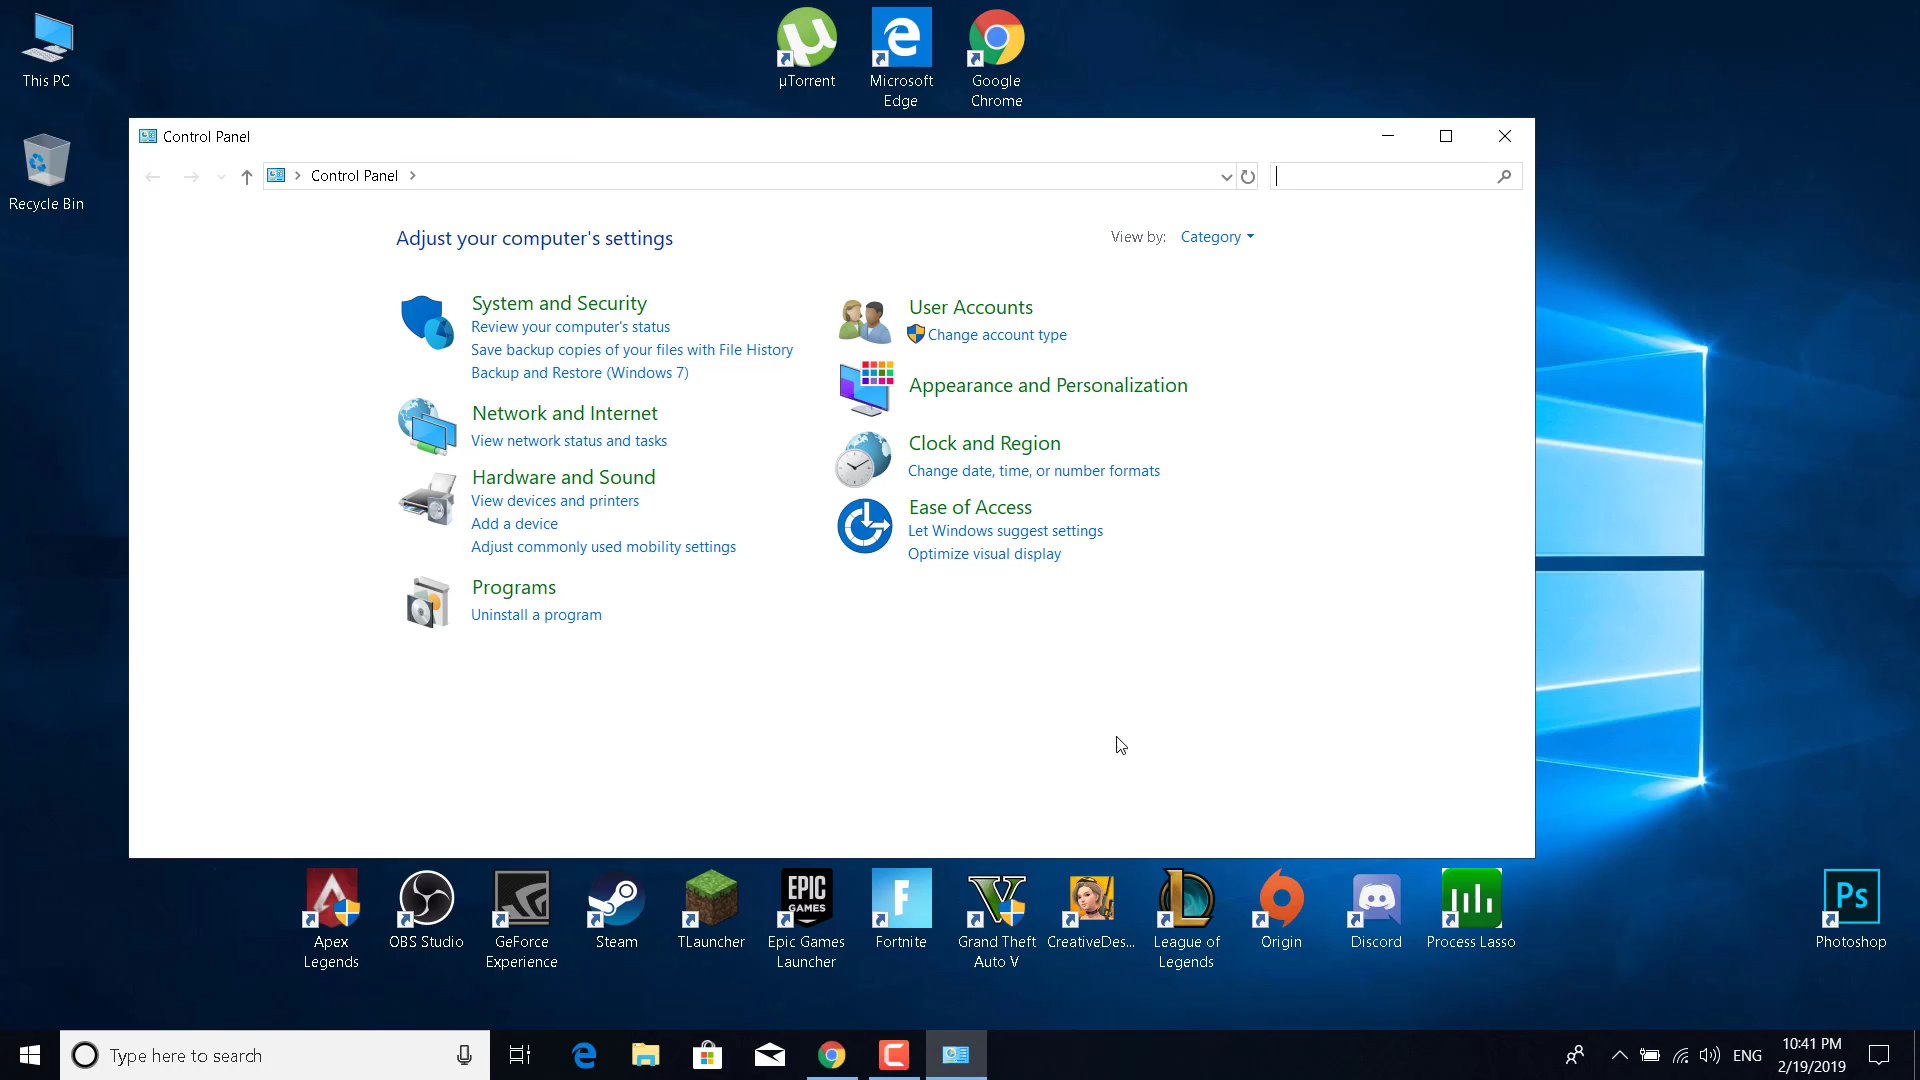 This PC
µTorrent
Microsoft
Edge
Google
Chrome
Recycle Bin
Control Panel
Control Panel
Adjust your computer's settings
View by: Category
System and Security
Review your computer's status
Save backup copies of your files with File History
Backup and Restore (Windows 7)
Network and Internet
View network status and tasks
Hardware and Sound
View devices and printers
Add a device
Adjust commonly used mobility settings
Programs
Uninstall a program
User Accounts
Change account type
Appearance and Personalization
Clock and Region
Change date, time, or number formats
Ease of Access
Let Windows suggest settings
Optimize visual display
EPIC
GAMES
F
V
L
Ps
Apex
Legends
OBS Studio
GeForce
Experience
Steam
TLauncher
Epic Games
Launcher
Fortnite
Grand Theft
Auto V
CreativeDes...
League of
Legends
Origin
Discord
Process Lasso
Photoshop
Type here to search
ENG
10:41 PM
2/19/2019